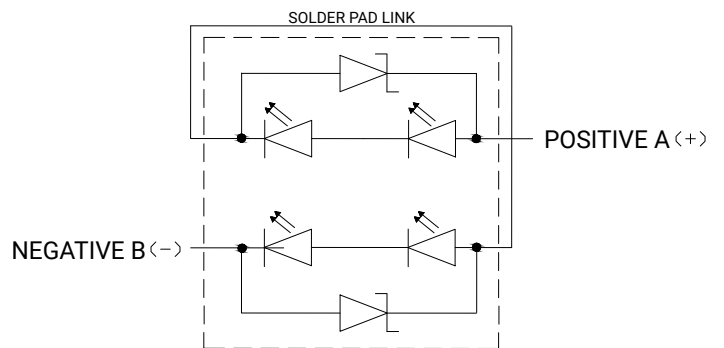 SOLDER PAD LINK
POSITIVE A（+）
NEGATIVE B（-）